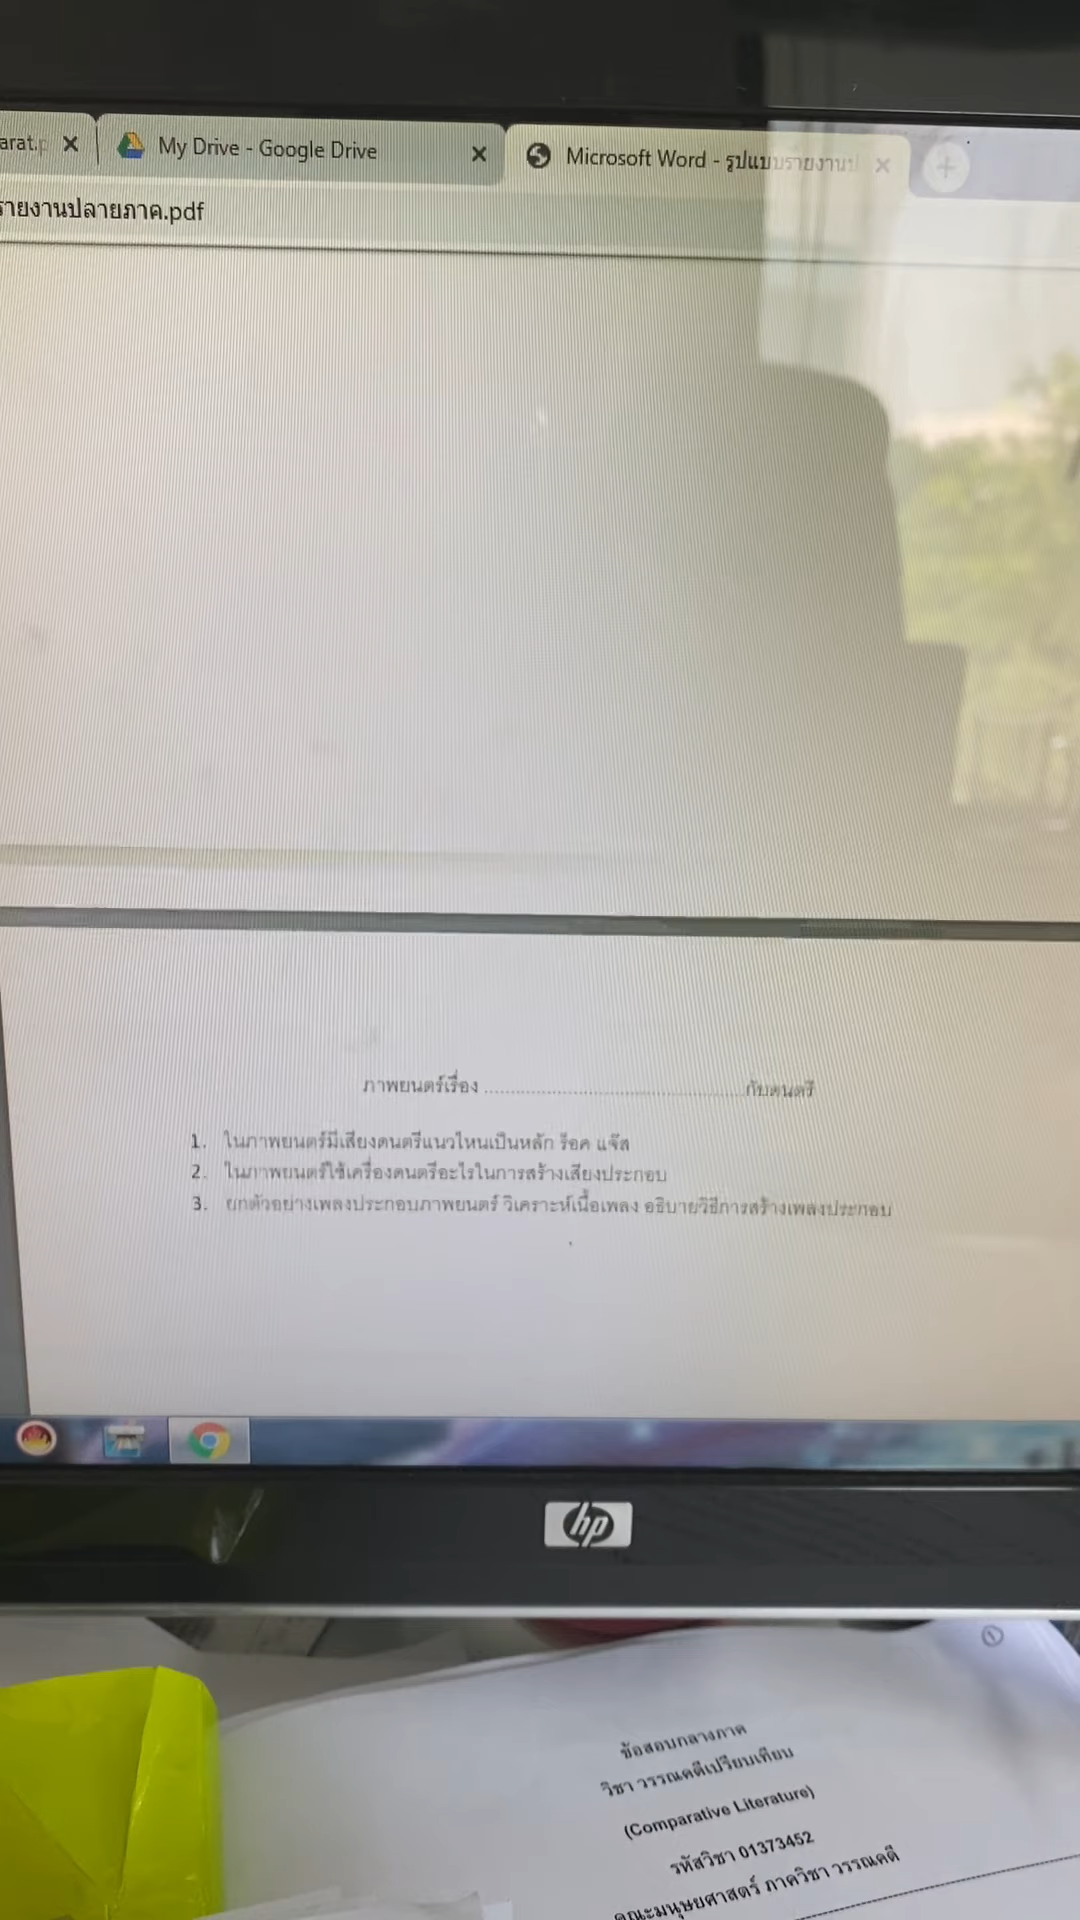 arat.p
My Drive - Google Drive
Microsoft Word - รูปแบบรายงานป
รายงานปลายภาค.pdf
ภาพยนตร์เรื่อง ....................................................กับดนตรี
1. ในภาพยนตร์มีเสียงดนตรีแนวไหนเป็นหลัก ร็อค แจ๊ส
2. ในภาพยนตร์ใช้เครื่องดนตรีอะไรในการสร้างเสียงประกอบ
3. ยกตัวอย่างเพลงประกอบภาพยนตร์ วิเคราะห์เนื้อเพลง อธิบายวิธีการสร้างเพลงประกอบ
hp
ข้อสอบกลางภาค
วิชา วรรณคดีเปรียบเทียบ
(Comparative Literature)
รหัสวิชา 01373452
คณะมนุษยศาสตร์ ภาควิชา วรรณคดี